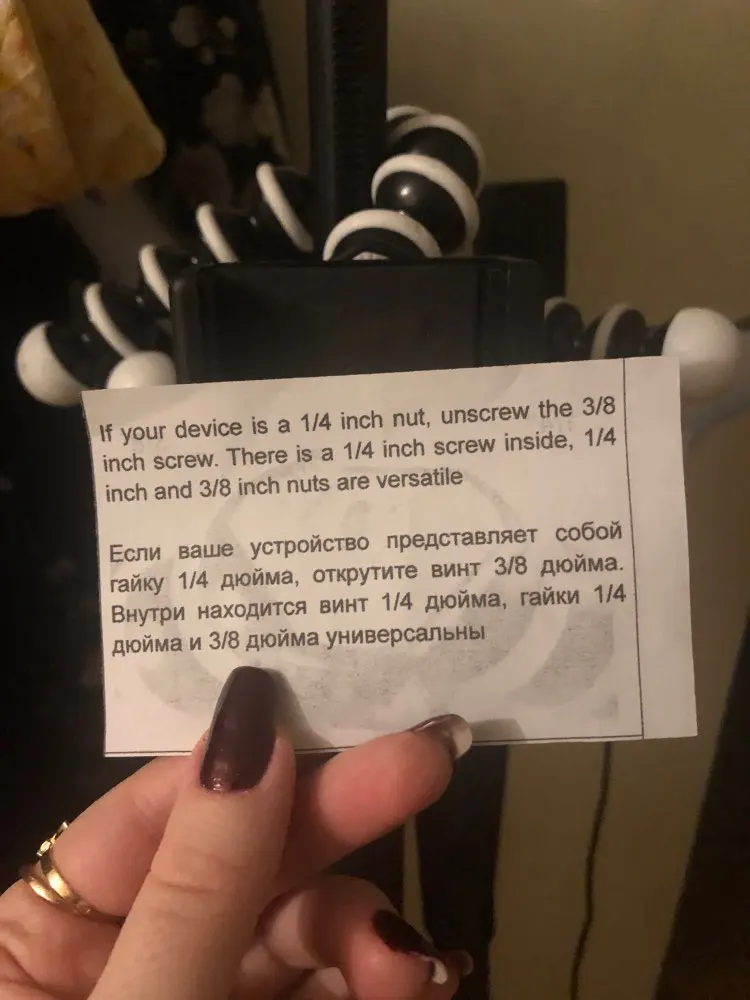 If your device is a 1/4 inch nut, unscrew the 3/8
inch screw. There is a 1/4 inch screw inside, 1/4
inch and 3/8 inch nuts are versatile
Если ваше устройство представляет собой
гайку 1/4 дюйма, открутите винт 3/8 дюйма.
Внутри находится винт 1/4 дюйма, гайки 1/4
дюйма и 3/8 дюйма универсальны